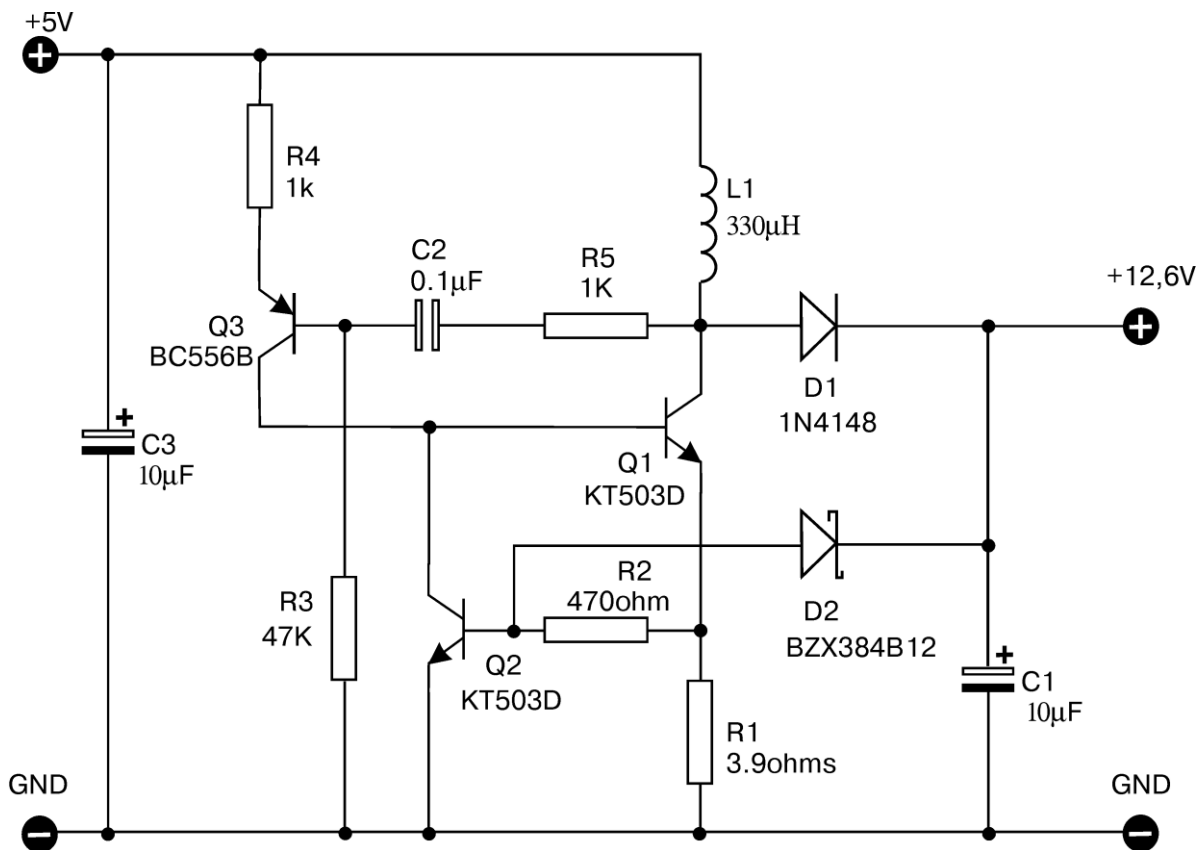 +5V
R4
1k
L1
330µH
C2
0.1µF
R5
1K
+12,6V
Q3
BC556B
D1
1N4148
+
C3
10µF
Q1
KT503D
R2
470ohm
R3
47K
D2
BZX384B12
Q2
KT503D
+
C1
10µF
R1
3.9ohms
GND
GND